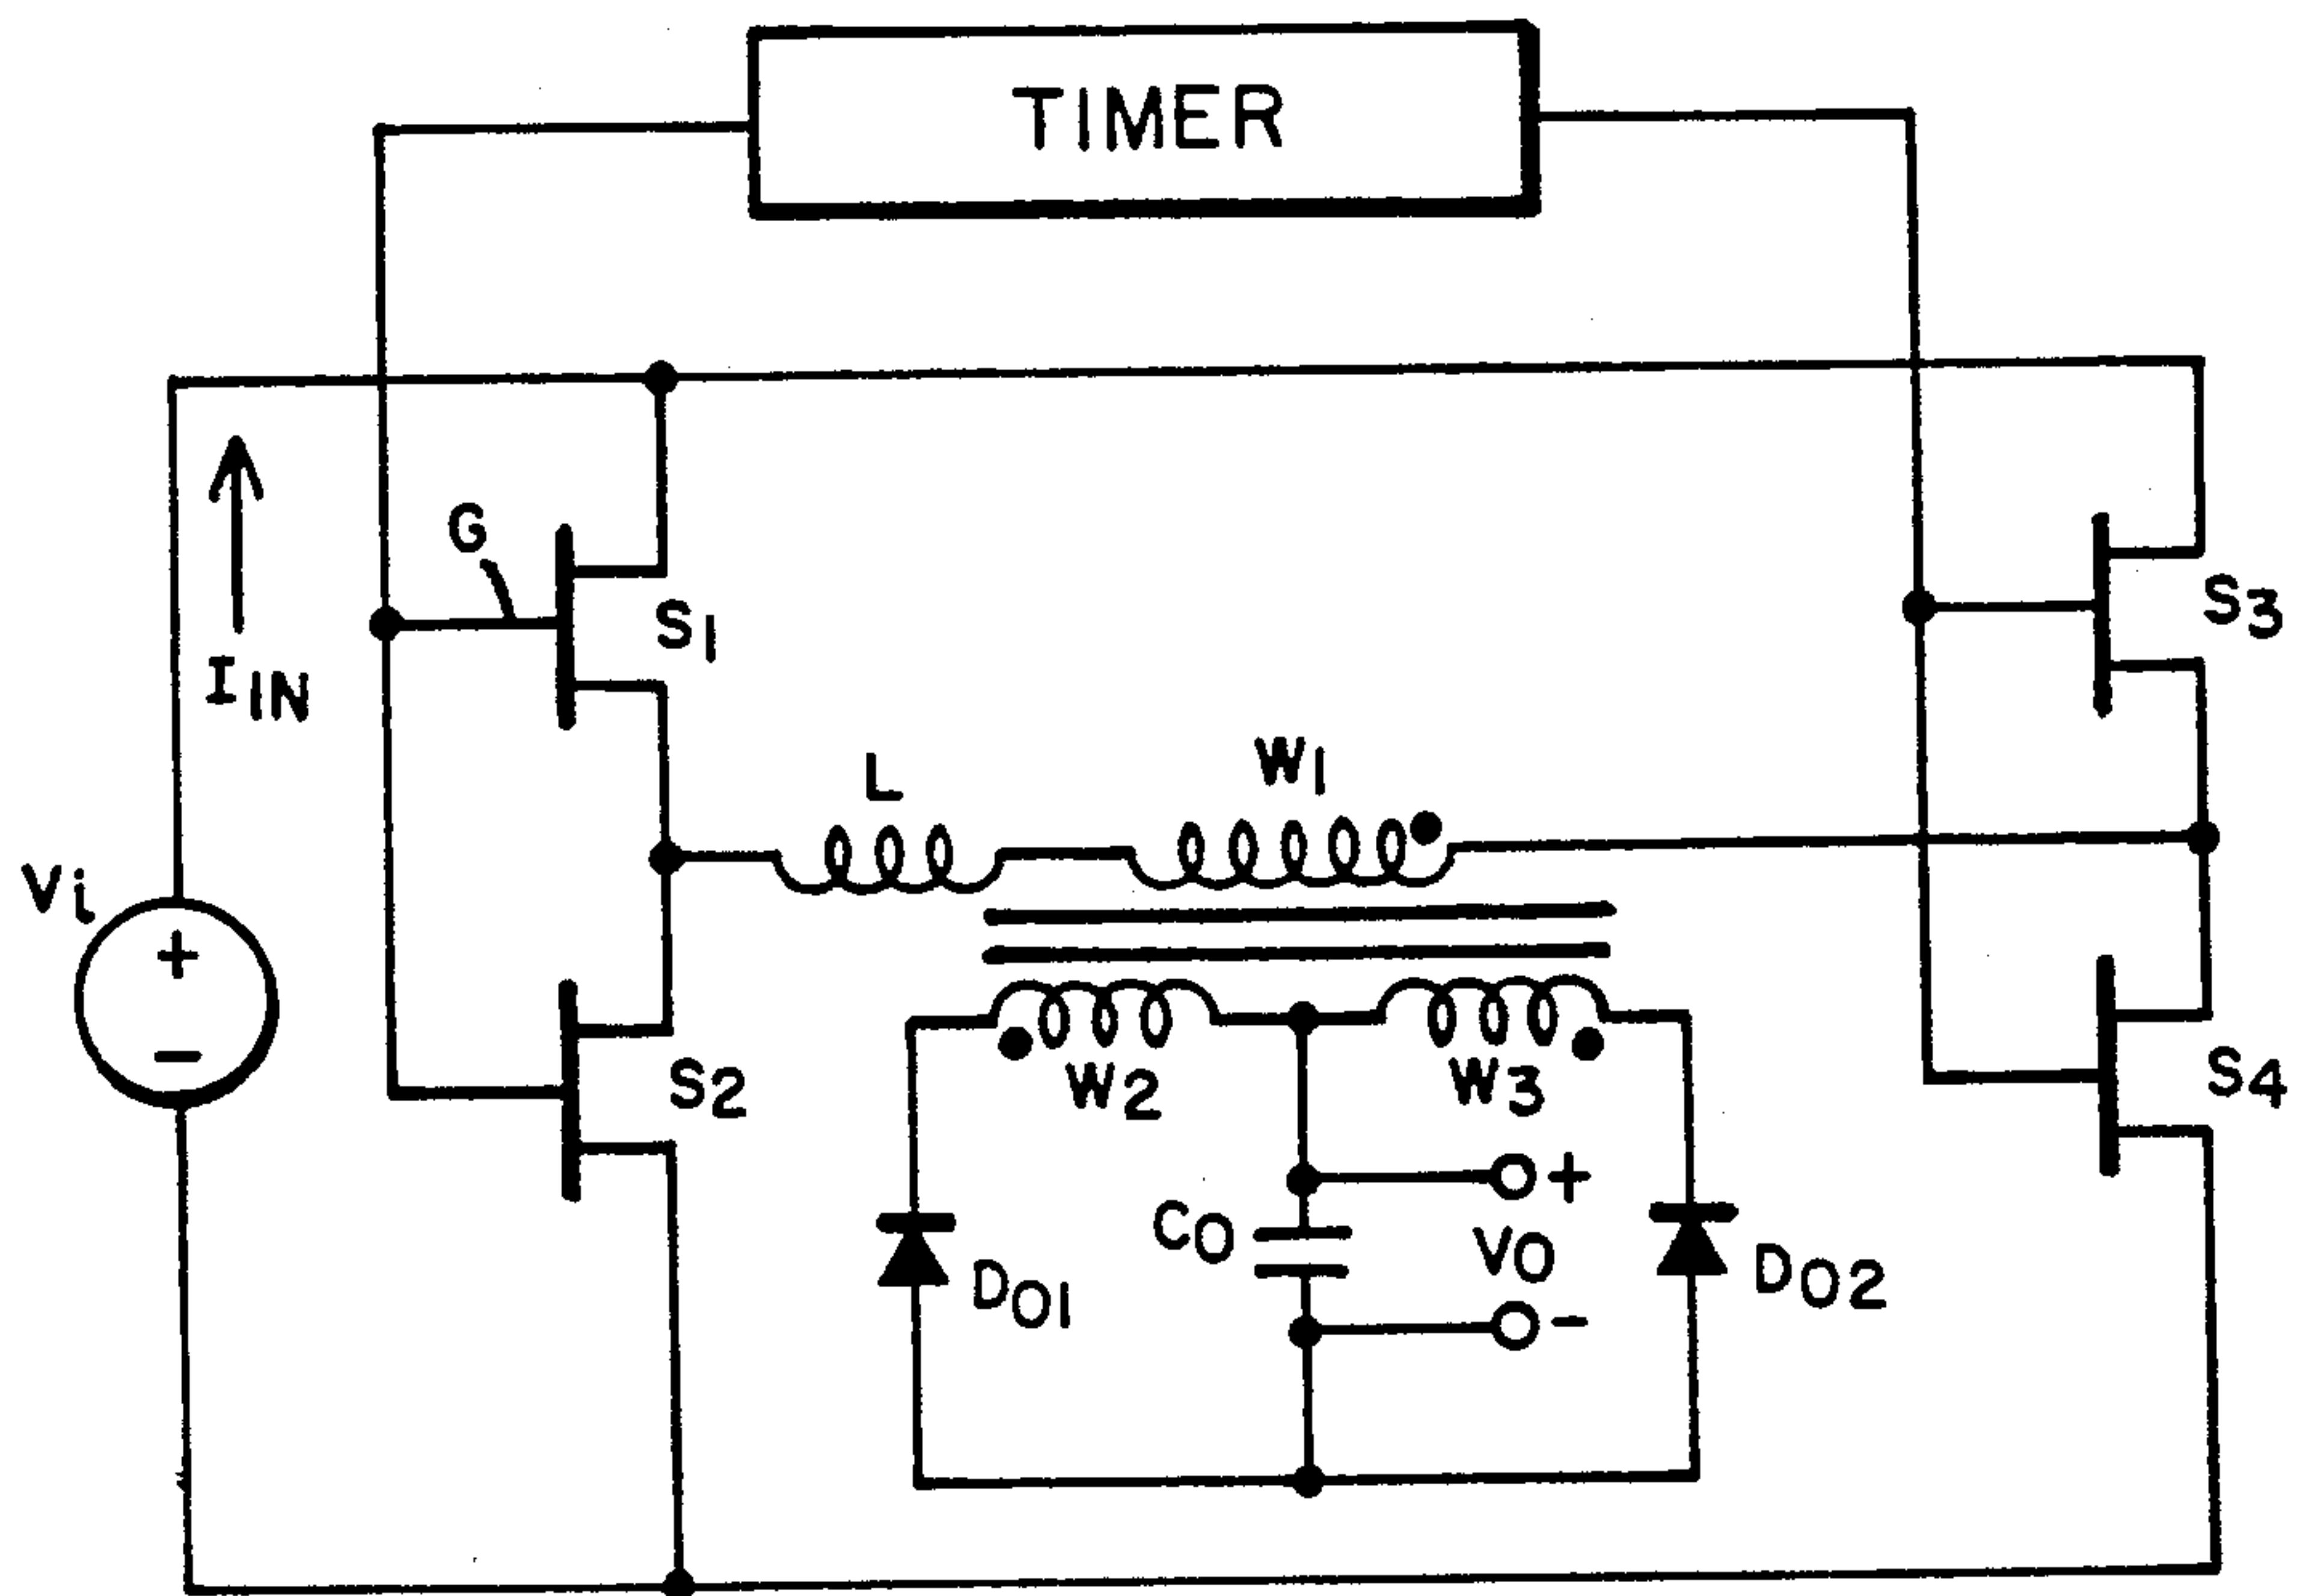 TIMER
G
S1
S3
IIN
L
W1
Vi
+
−
S2
W2
W3
S4
+
CO
VO
DO1
DO2
−